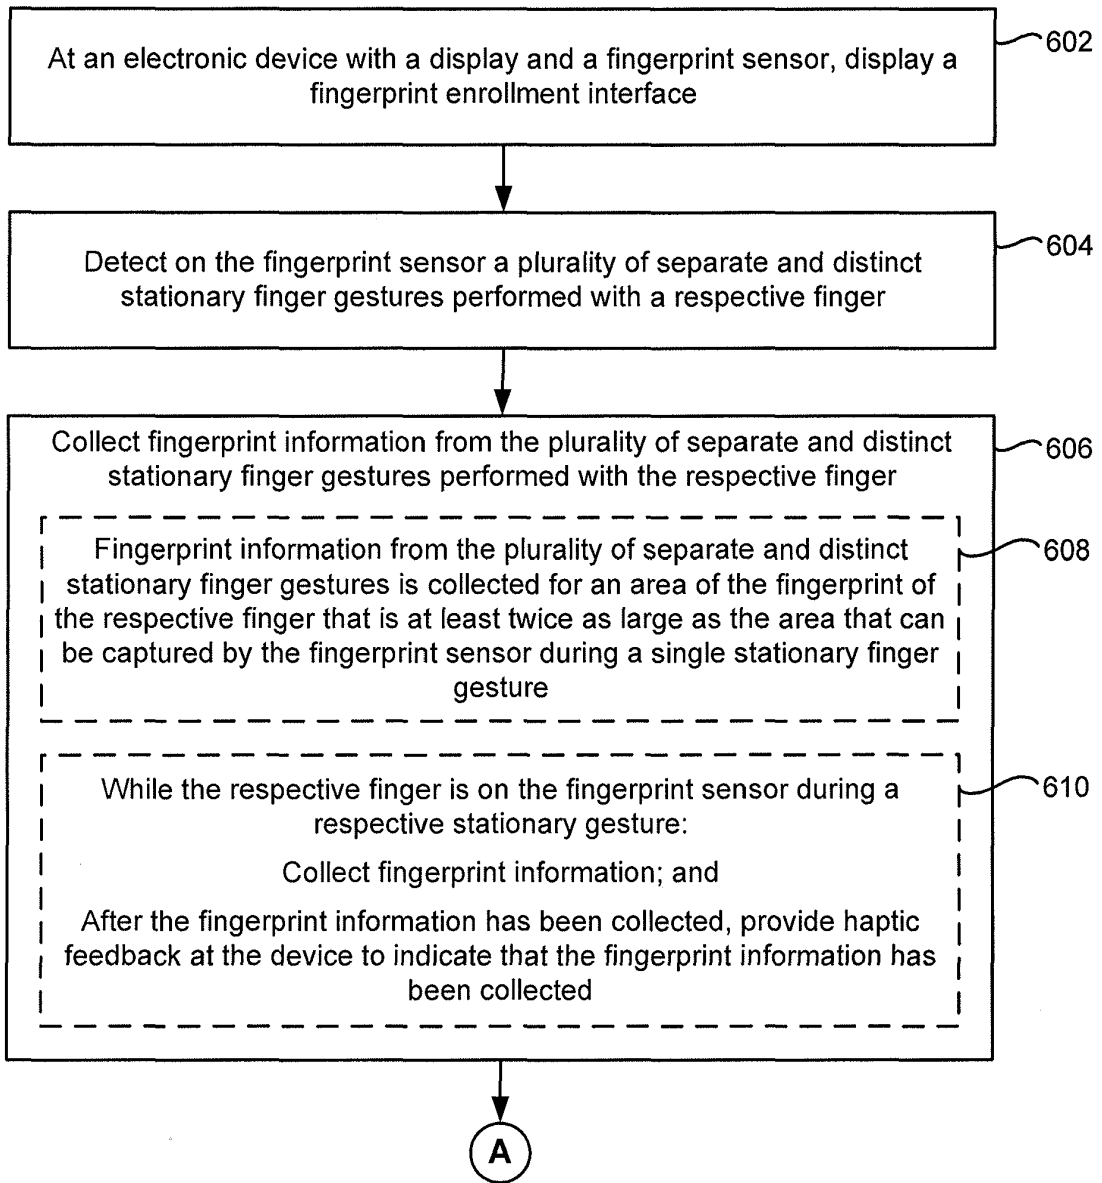 At an electronic device with a display and a fingerprint sensor, display a
fingerprint enrollment interface
602
Detect on the fingerprint sensor a plurality of separate and distinct
stationary finger gestures performed with a respective finger
604
Collect fingerprint information from the plurality of separate and distinct
stationary finger gestures performed with the respective finger
606
Fingerprint information from the plurality of separate and distinct
stationary finger gestures is collected for an area of the fingerprint of
the respective finger that is at least twice as large as the area that can
be captured by the fingerprint sensor during a single stationary finger
gesture
608
While the respective finger is on the fingerprint sensor during a
respective stationary gesture:
Collect fingerprint information; and
After the fingerprint information has been collected, provide haptic
feedback at the device to indicate that the fingerprint information has
been collected
610
A